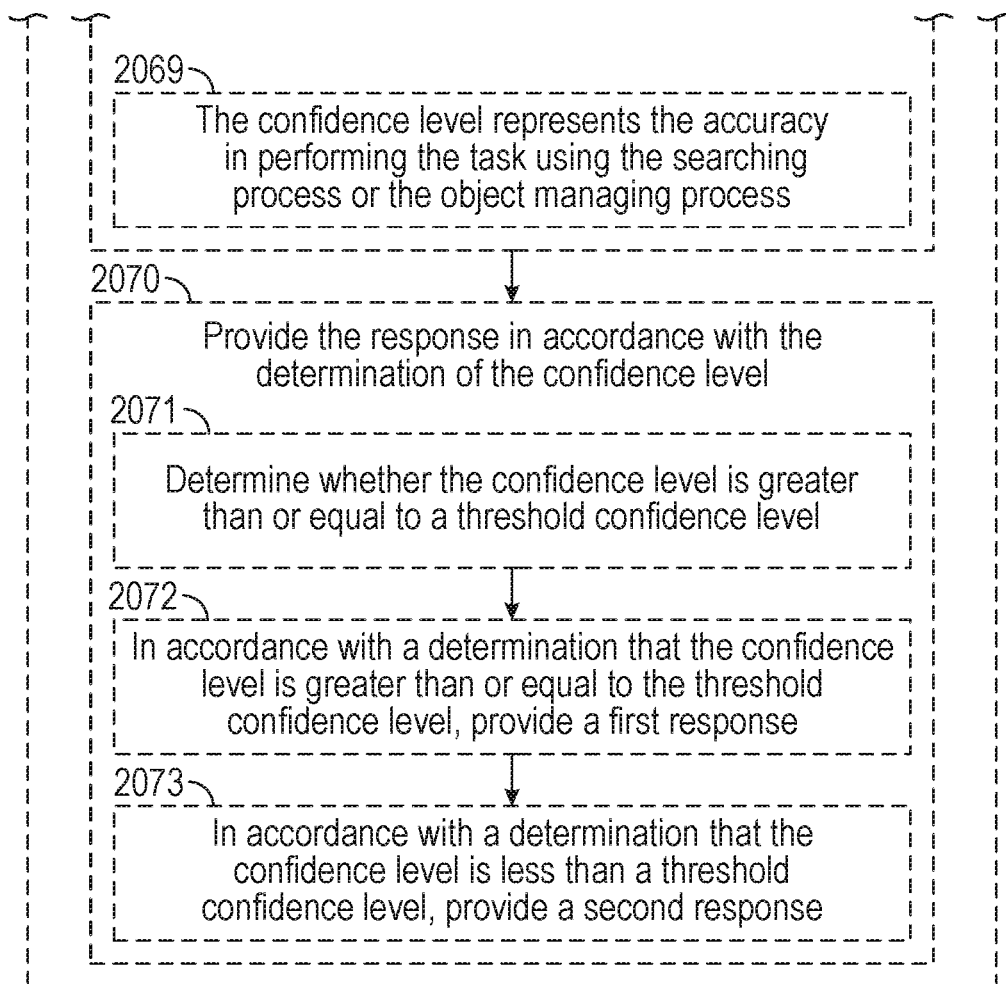 2069
The confidence level represents the accuracy
in performing the task using the searching
process or the object managing process
2070
Provide the response in accordance with the
determination of the confidence level
2071
Determine whether the confidence level is greater
than or equal to a threshold confidence level
2072
In accordance with a determination that the confidence
level is greater than or equal to the threshold
confidence level, provide a first response
2073
In accordance with a determination that the
confidence level is less than a threshold
confidence level, provide a second response